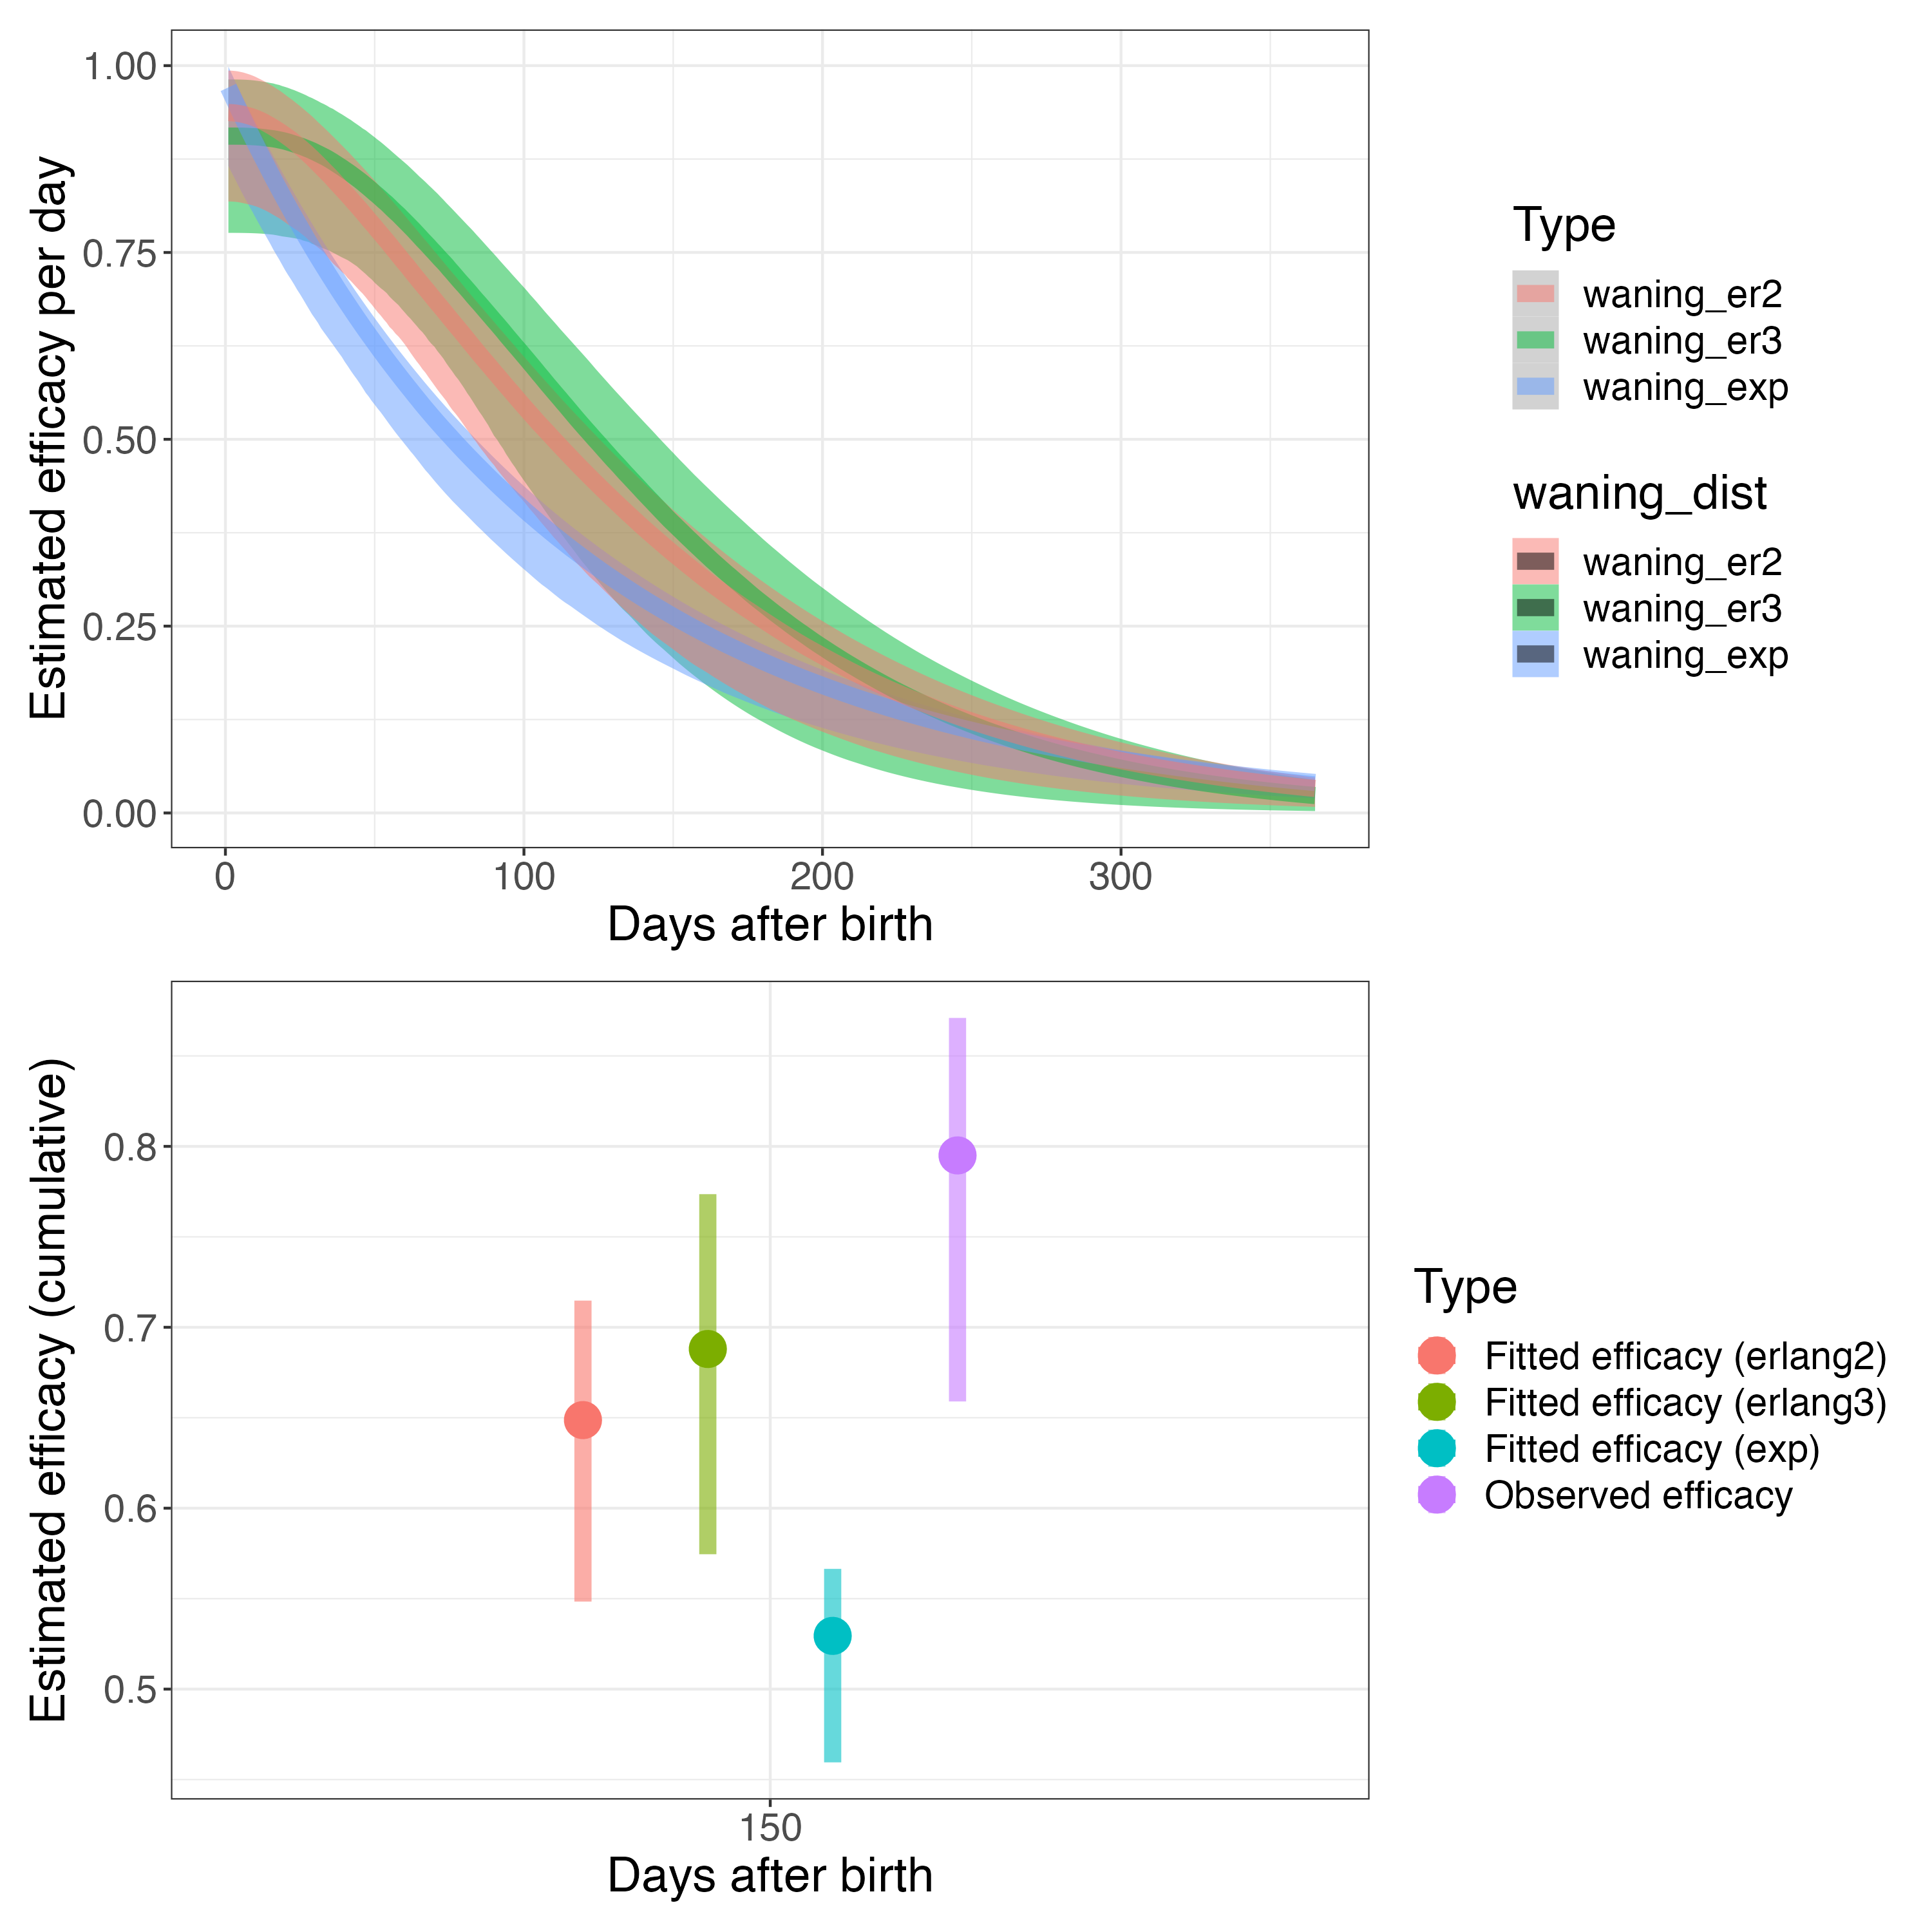 Estimated efficacy per day
1.00
0.75
0.50
0.25
0.00
0
100
200
300
Days after birth
Type
waning_er2
waning_er3
waning_exp
waning_dist
waning_er2
waning_er3
waning_exp
Estimated efficacy (cumulative)
0.8
0.7
0.6
0.5
150
Days after birth
Type
Fitted efficacy (erlang2)
Fitted efficacy (erlang3)
Fitted efficacy (exp)
Observed efficacy